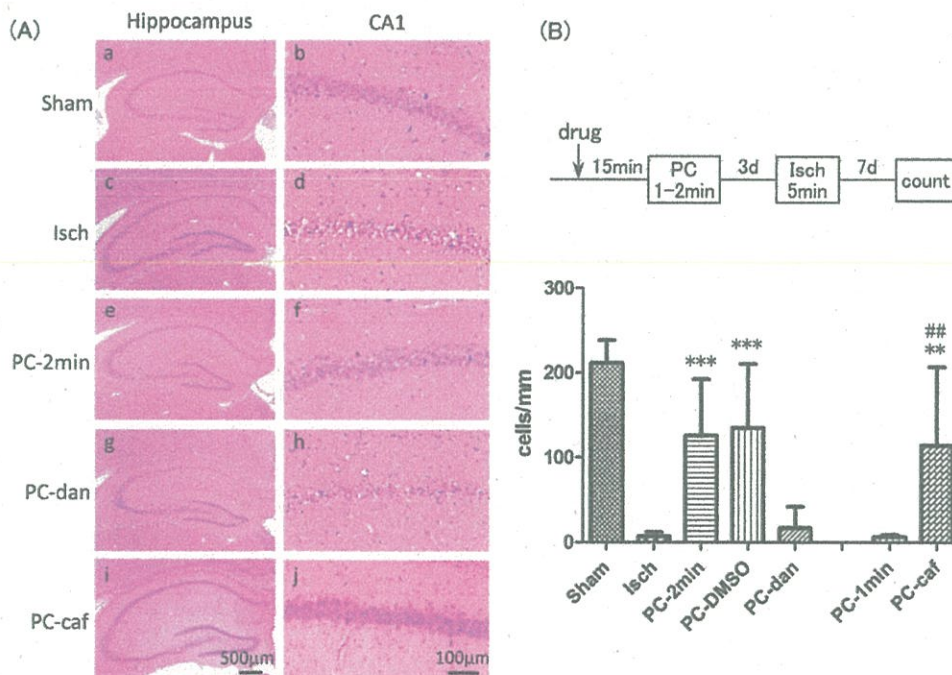 (A)
Hippocampus
CA1
Sham
a
b
Isch
c
d
PC-2min
e
f
PC-dan
g
h
PC-caf
i
j
500μm
100μm
(B)
drug
15min
PC
1-2min
3d
Isch
5min
7d
count
300
200
100
0
cells/mm
***
***
##
**
Sham
Isch
PC-2min
PC-DMSO
PC-dan
PC-1min
PC-caf